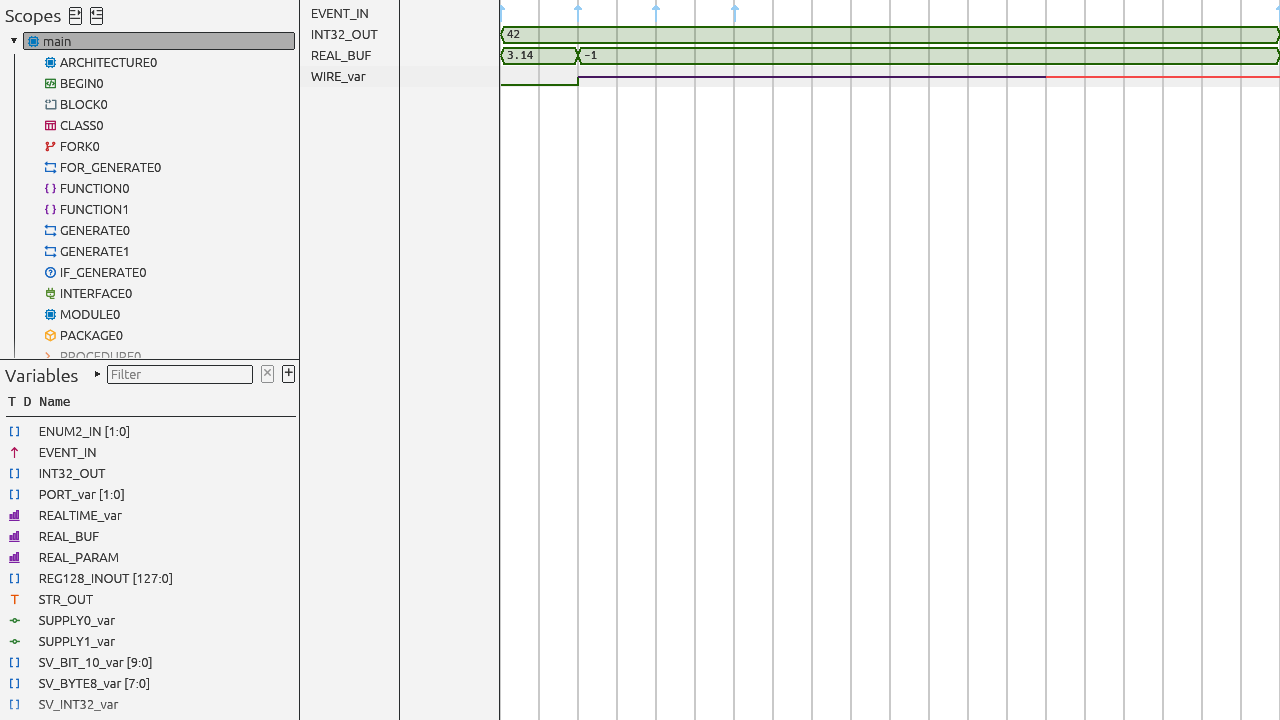 Scopes
main
ARCHITECTURE0
BEGIN0
BLOCK0
CLASS0
FORK0
FOR_GENERATE0
FUNCTION0
FUNCTION1
GENERATE0
GENERATE1
IF_GENERATE0
INTERFACE0
MODULE0
PACKAGE0
PROCEDURE0
Variables
Filter
T D Name
ENUM2_IN [1:0]
EVENT_IN
INT32_OUT
PORT_var [1:0]
REALTIME_var
REAL_BUF
REAL_PARAM
REG128_INOUT [127:0]
STR_OUT
SUPPLY0_var
SUPPLY1_var
SV_BIT_10_var [9:0]
SV_BYTE8_var [7:0]
SV_INT32_var
EVENT_IN
INT32_OUT 42
REAL_BUF 3.14 -1
WIRE_var